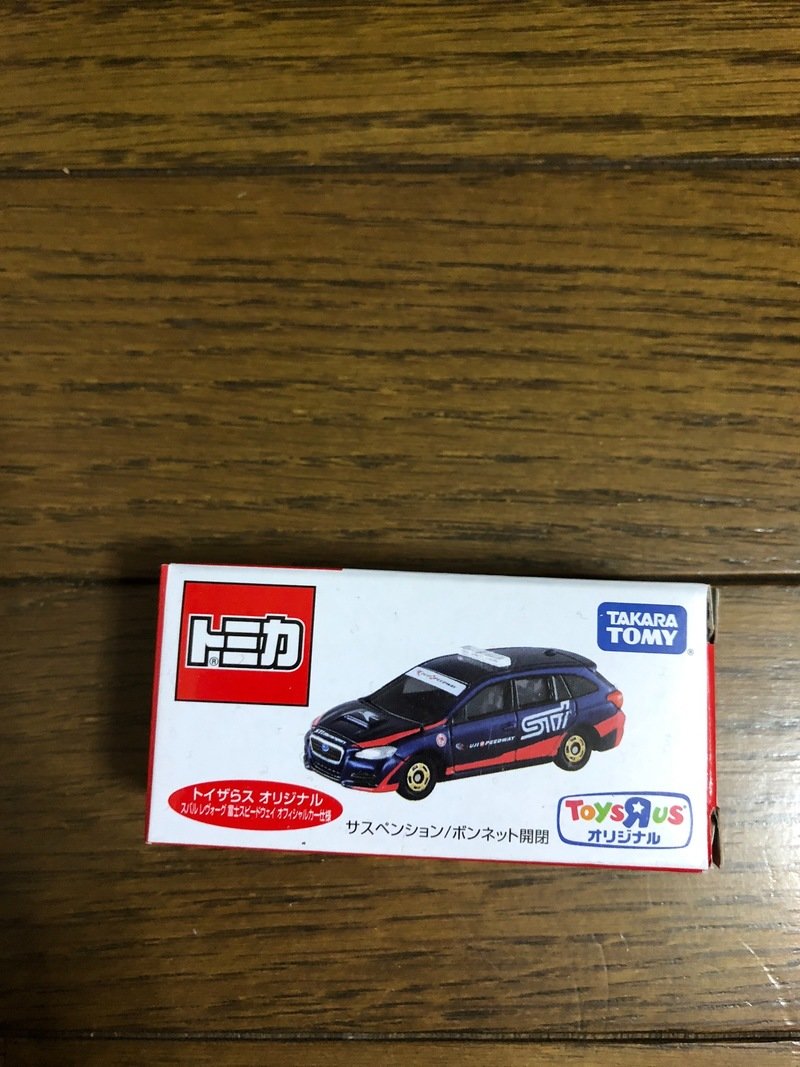 トミカ
TAKARA
TOMY
STI
UJI SPEEDWAY
トイザらス オリジナル
スバル レヴォーグ 富士スピードウェイ オフィシャルカー仕様
サスペンション/ボンネット開閉
ToysЯus
オリジナル